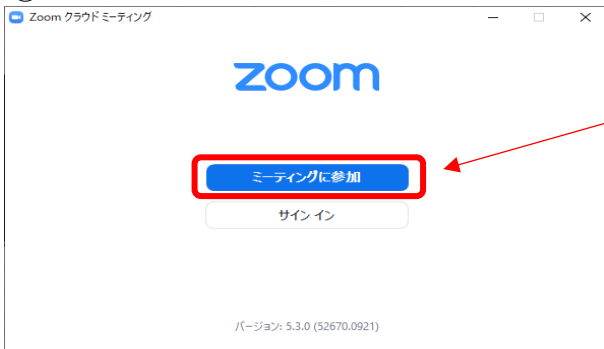 Zoom クラウド ミーティング
zoom
ミーティングに参加
サイン イン
バージョン: 5.3.0 (52670.0921)